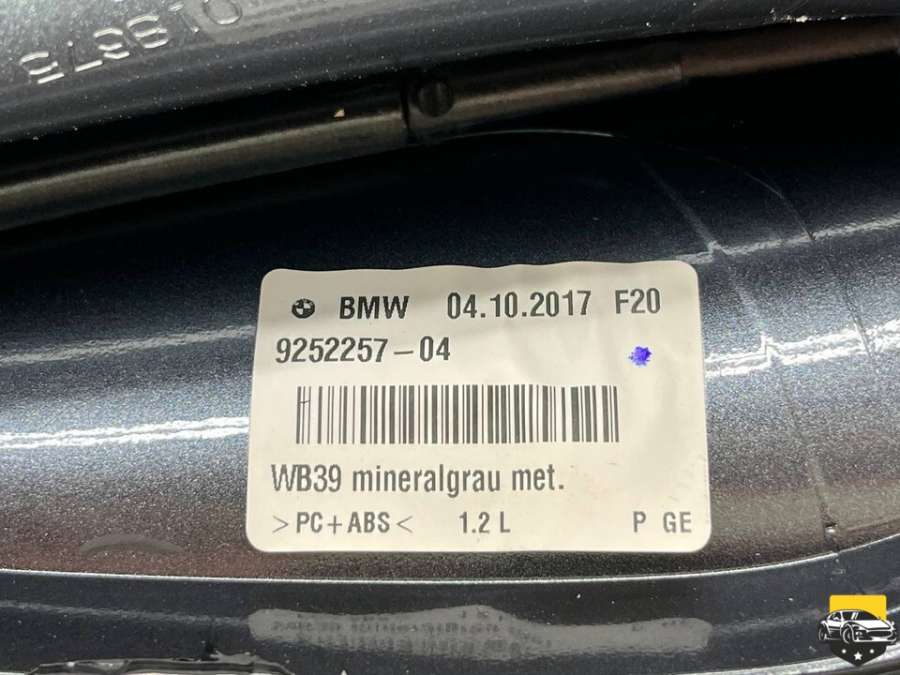 BMW 04.10.2017 F20
9252257-04
WB39 mineralgrau met.
>PC+ABS< 1.2 L P GE